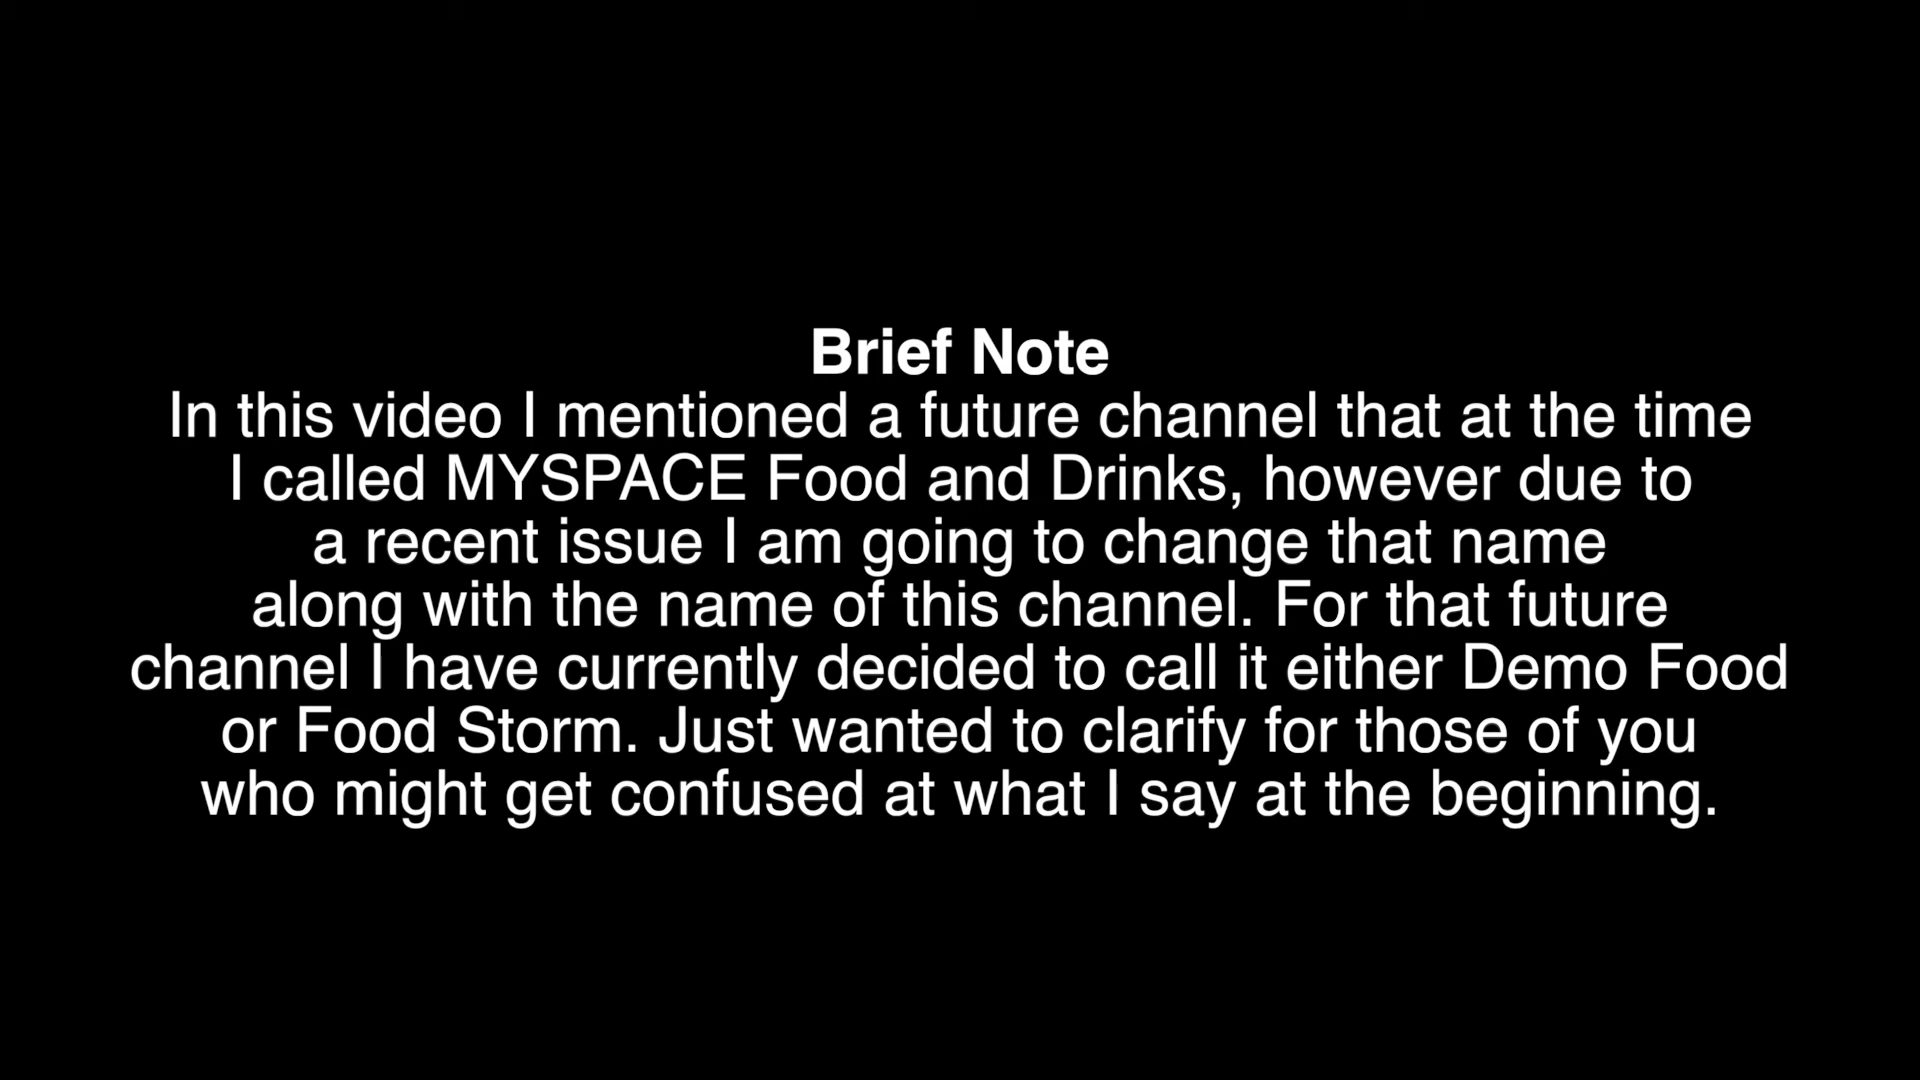 Brief Note
In this video I mentioned a future channel that at the time
I called MYSPACE Food and Drinks, however due to
a recent issue I am going to change that name
along with the name of this channel. For that future
channel I have currently decided to call it either Demo Food
or Food Storm. Just wanted to clarify for those of you
who might get confused at what I say at the beginning.